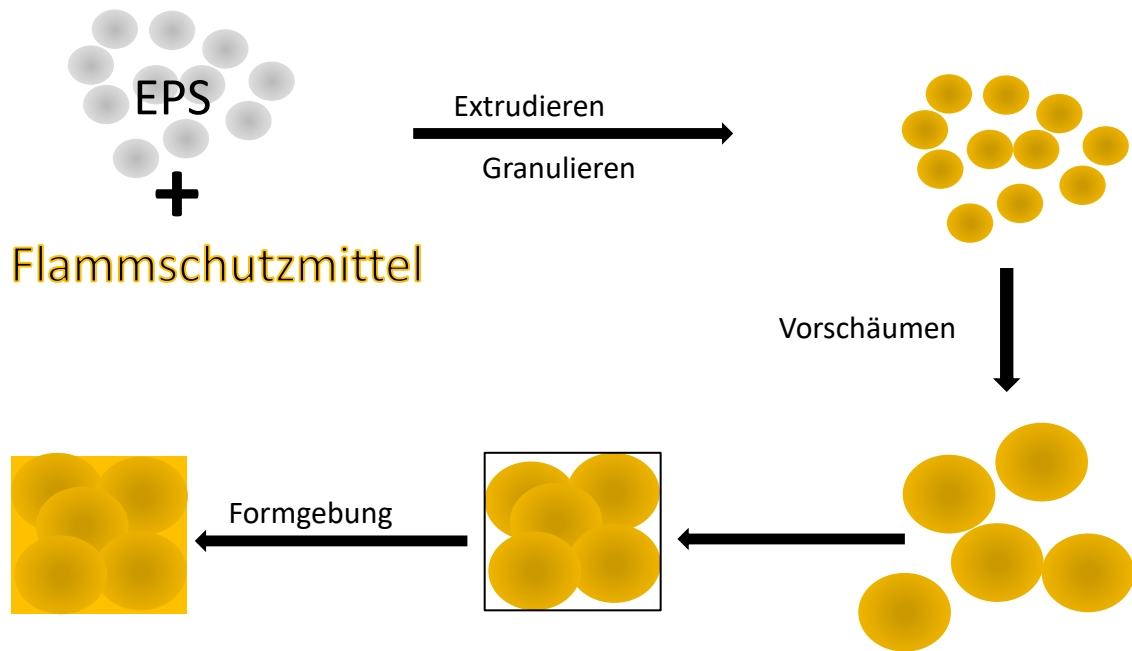 EPS
+
Flammschutzmittel
Extrudieren
Granulieren
Vorschäumen
Formgebung